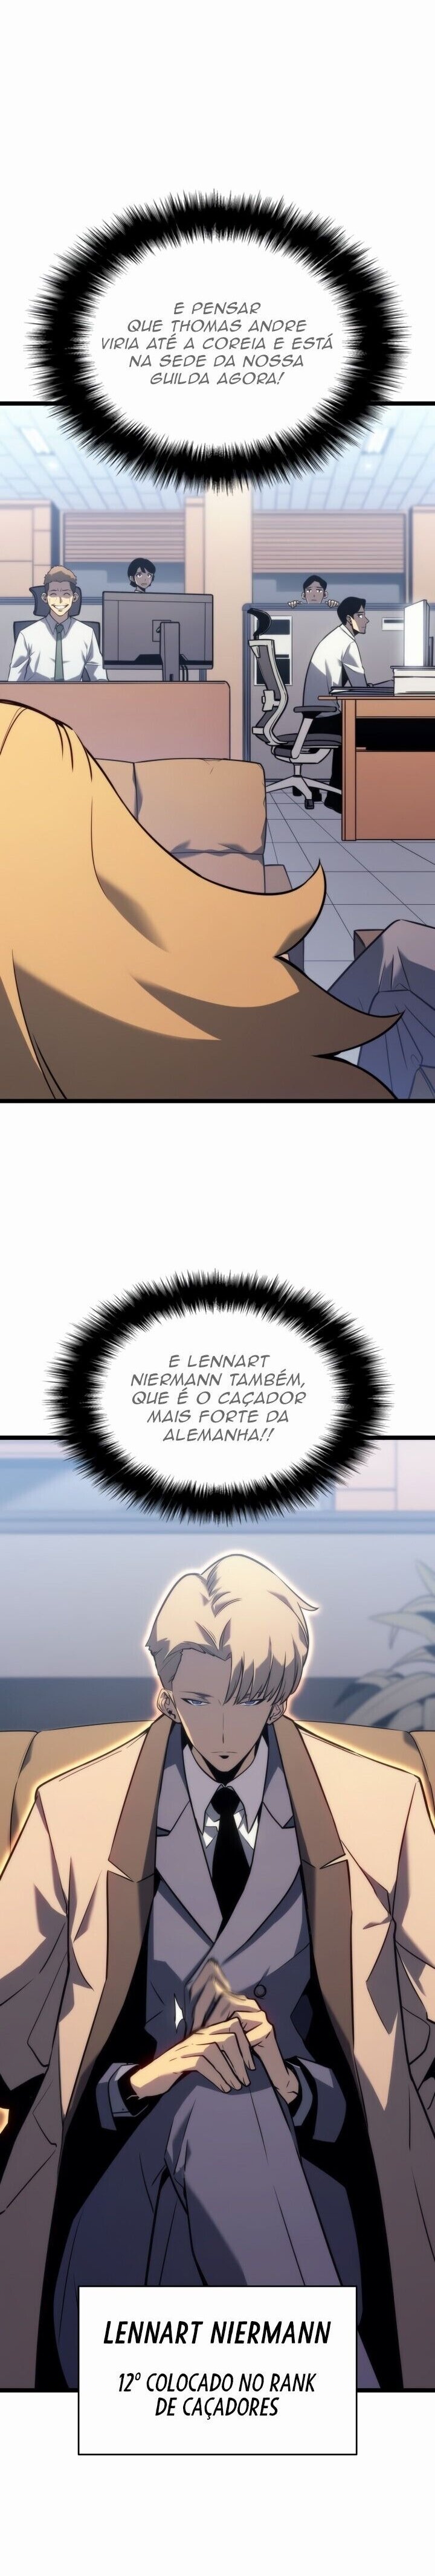 E PENSAR
QUE THOMAS ANDRE
VIRIA ATÉ A COREIA E ESTÁ
NA SEDE DA NOSSA
GUILDA AGORA!
E LENNART
NIERMANN TAMBÉM,
QUE É O CAÇADOR
MAIS FORTE DA
ALEMANHA!!
LENNART NIERMANN
12º COLOCADO NO RANK
DE CAÇADORES